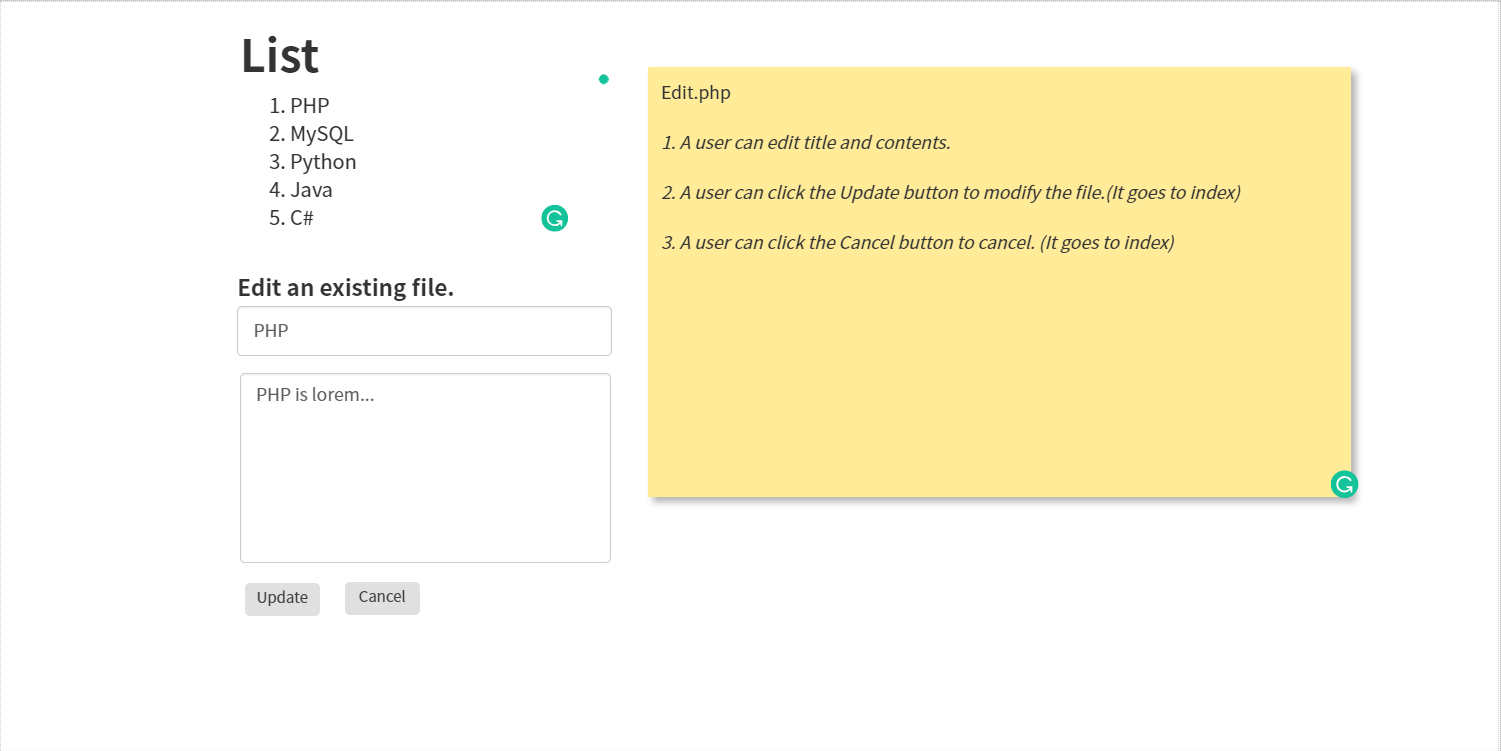 List
1. PHP
2. MySQL
3. Python
4. Java
5. C#
Edit an existing file.
PHP
PHP is lorem...
Update
Cancel
Edit.php
1. A user can edit title and contents.
2. A user can click the Update button to modify the file.(It goes to index)
3. A user can click the Cancel button to cancel. (It goes to index)